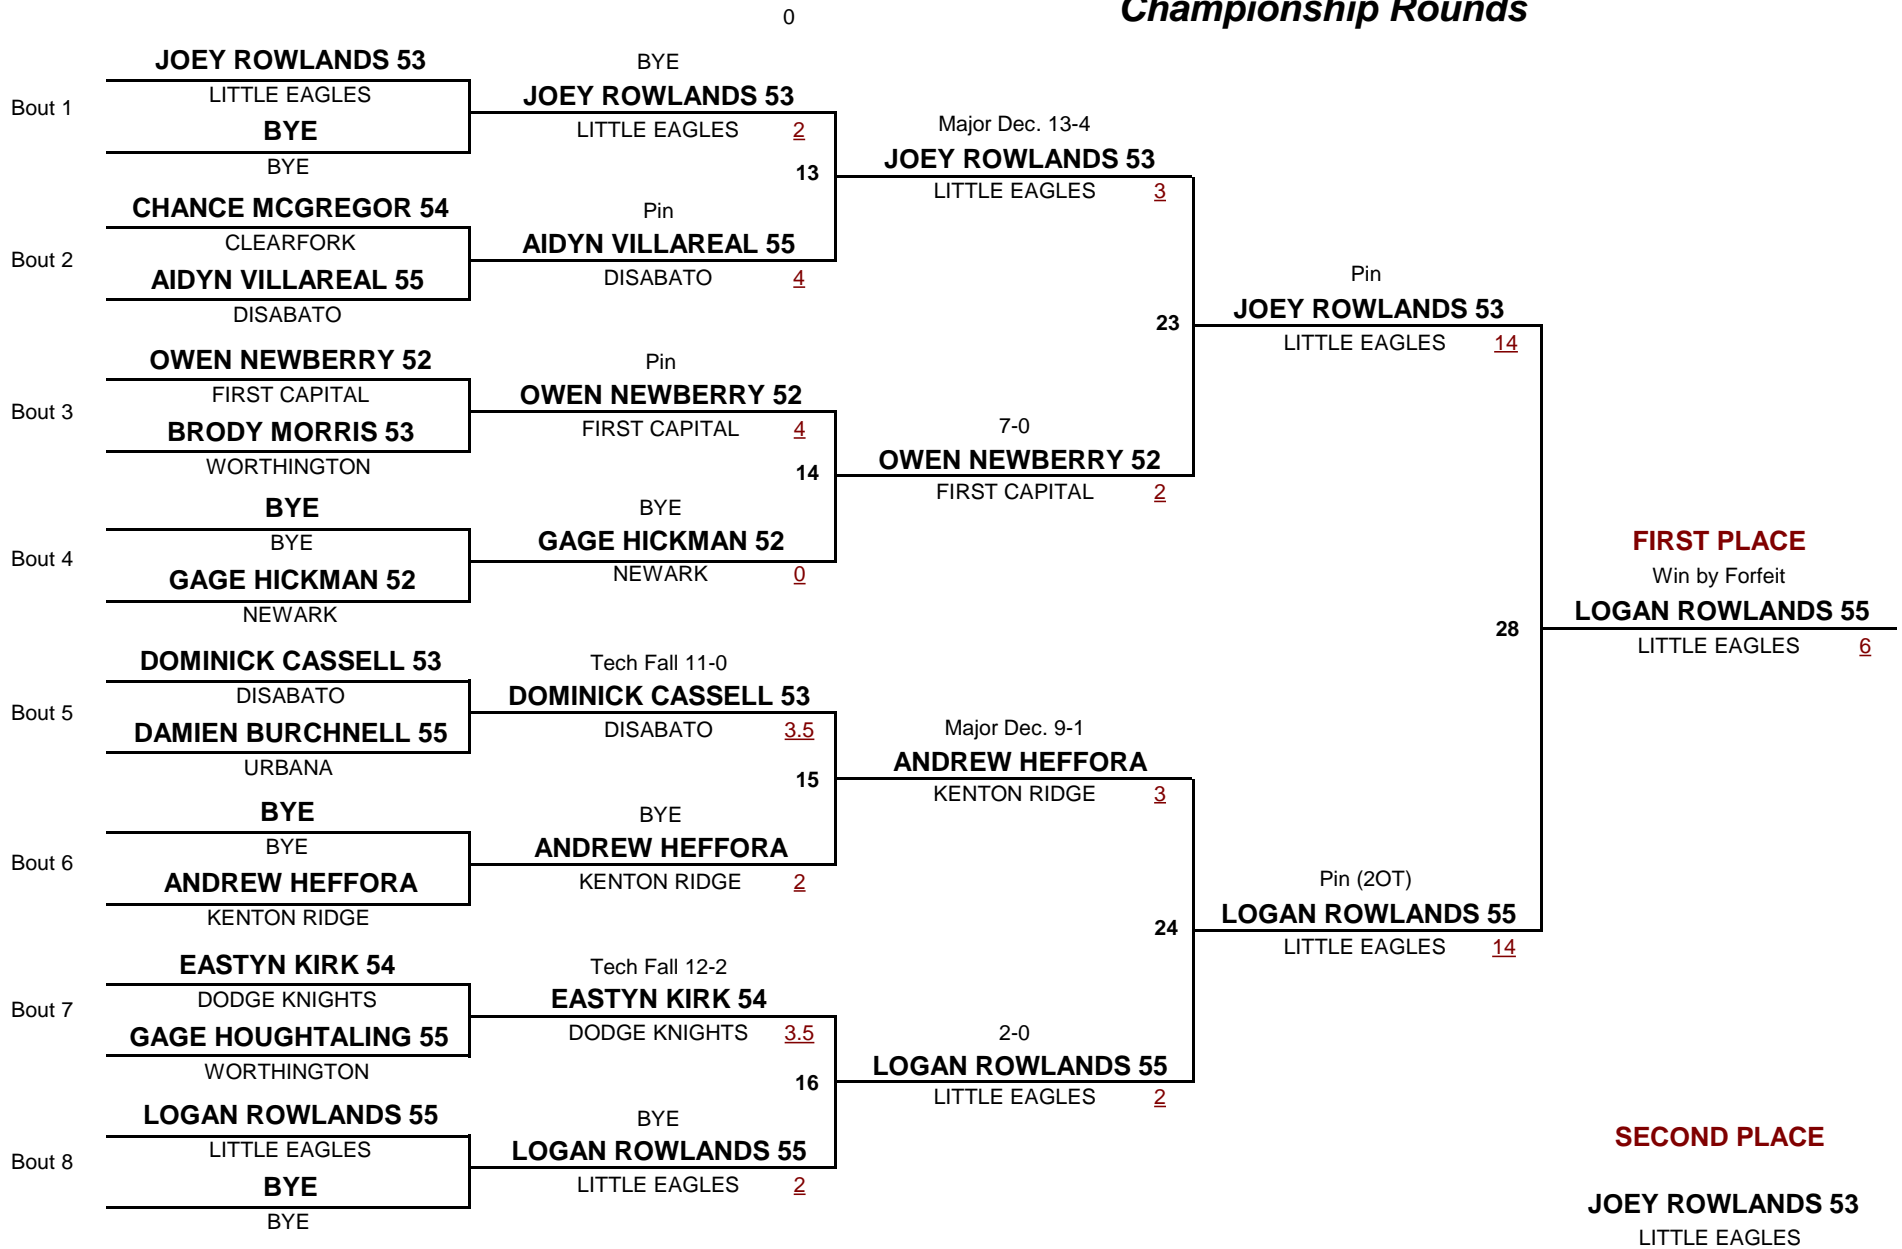 Championship Rounds
0
JOEY ROWLANDS 53
LITTLE EAGLES
Bout 1
BYE
BYE
CHANCE MCGREGOR 54
CLEARFORK
Bout 2
AIDYN VILLAREAL 55
DISABATO
OWEN NEWBERRY 52
FIRST CAPITAL
Bout 3
BRODY MORRIS 53
WORTHINGTON
BYE
BYE
Bout 4
GAGE HICKMAN 52
NEWARK
DOMINICK CASSELL 53
DISABATO
Bout 5
DAMIEN BURCHNELL 55
URBANA
BYE
BYE
Bout 6
ANDREW HEFFORA
KENTON RIDGE
EASTYN KIRK 54
DODGE KNIGHTS
Bout 7
GAGE HOUGHTALING 55
WORTHINGTON
LOGAN ROWLANDS 55
LITTLE EAGLES
Bout 8
BYE
BYE
BYE
JOEY ROWLANDS 53
LITTLE EAGLES 2
13
Pin
AIDYN VILLAREAL 55
DISABATO 4
Pin
OWEN NEWBERRY 52
FIRST CAPITAL 4
14
BYE
GAGE HICKMAN 52
NEWARK 0
Tech Fall 11-0
DOMINICK CASSELL 53
DISABATO 3.5
15
BYE
ANDREW HEFFORA
KENTON RIDGE 2
Tech Fall 12-2
EASTYN KIRK 54
DODGE KNIGHTS 3.5
16
BYE
LOGAN ROWLANDS 55
LITTLE EAGLES 2
Major Dec. 13-4
JOEY ROWLANDS 53
LITTLE EAGLES 3
23
7-0
OWEN NEWBERRY 52
FIRST CAPITAL 2
Major Dec. 9-1
ANDREW HEFFORA
KENTON RIDGE 3
24
2-0
LOGAN ROWLANDS 55
LITTLE EAGLES 2
Pin
JOEY ROWLANDS 53
LITTLE EAGLES 14
28
Pin (2OT)
LOGAN ROWLANDS 55
LITTLE EAGLES 14
FIRST PLACE
Win by Forfeit
LOGAN ROWLANDS 55
LITTLE EAGLES 6
SECOND PLACE
JOEY ROWLANDS 53
LITTLE EAGLES